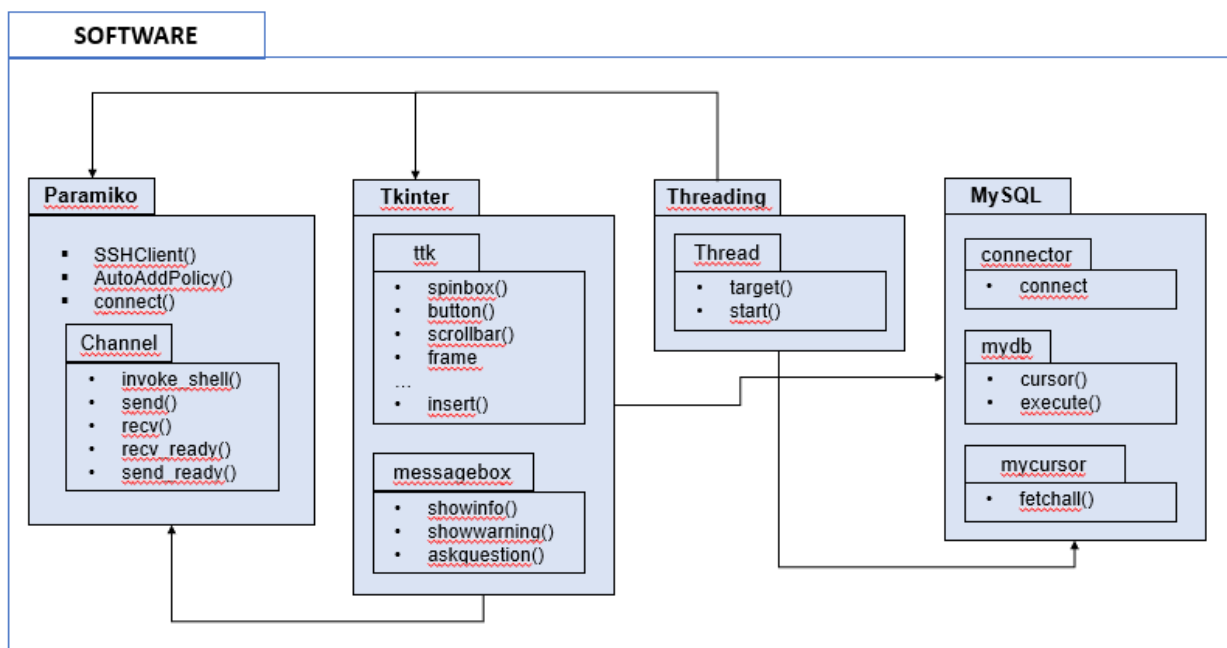 SOFTWARE
Paramiko
▪ SSHClient()
▪ AutoAddPolicy()
▪ connect()
Channel
• invoke_shell()
• send()
• recv()
• recv_ready()
• send_ready()
Tkinter
ttk
• spinbox()
• button()
• scrollbar()
• frame
...
• insert()
messagebox
• showinfo()
• showwarning()
• askquestion()
Threading
Thread
• target()
• start()
MySQL
connector
• connect
mydb
• cursor()
• execute()
mycursor
• fetchall()